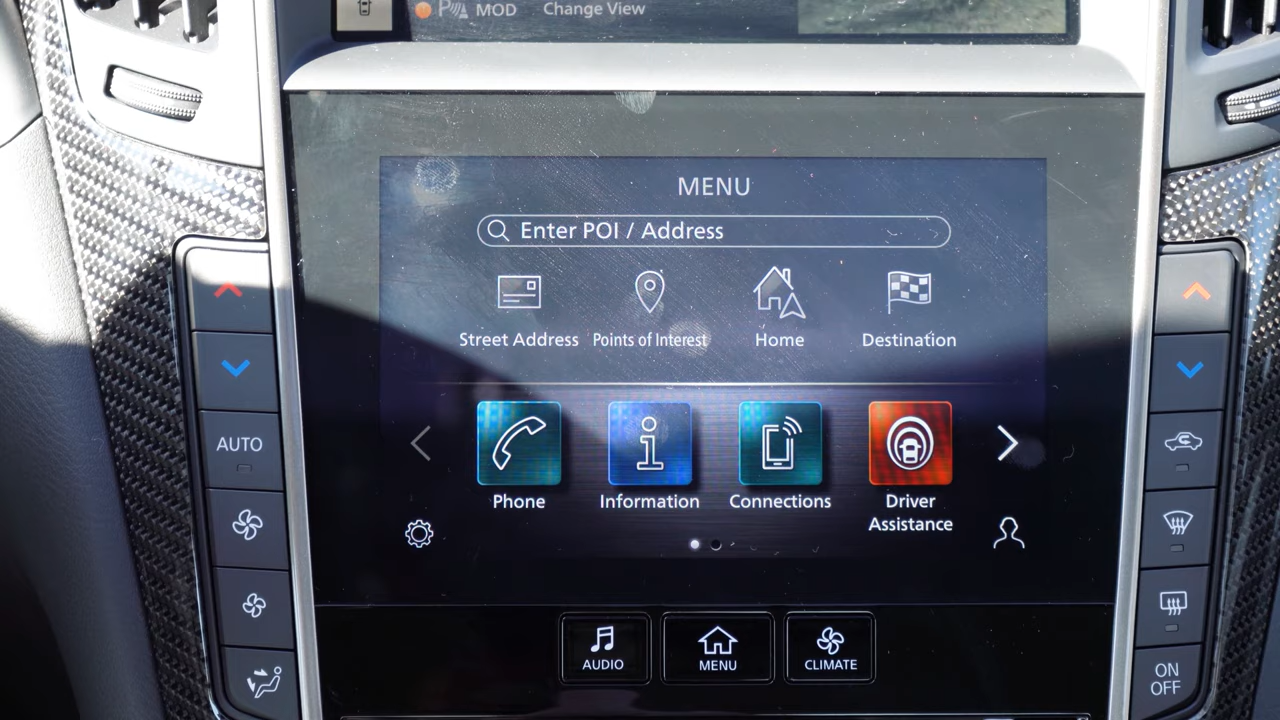 MOD Change View
MENU
Enter POI / Address
Street Address Points of Interest Home Destination
Phone Information Connections Driver Assistance
AUTO
AUDIO MENU CLIMATE
ON
OFF